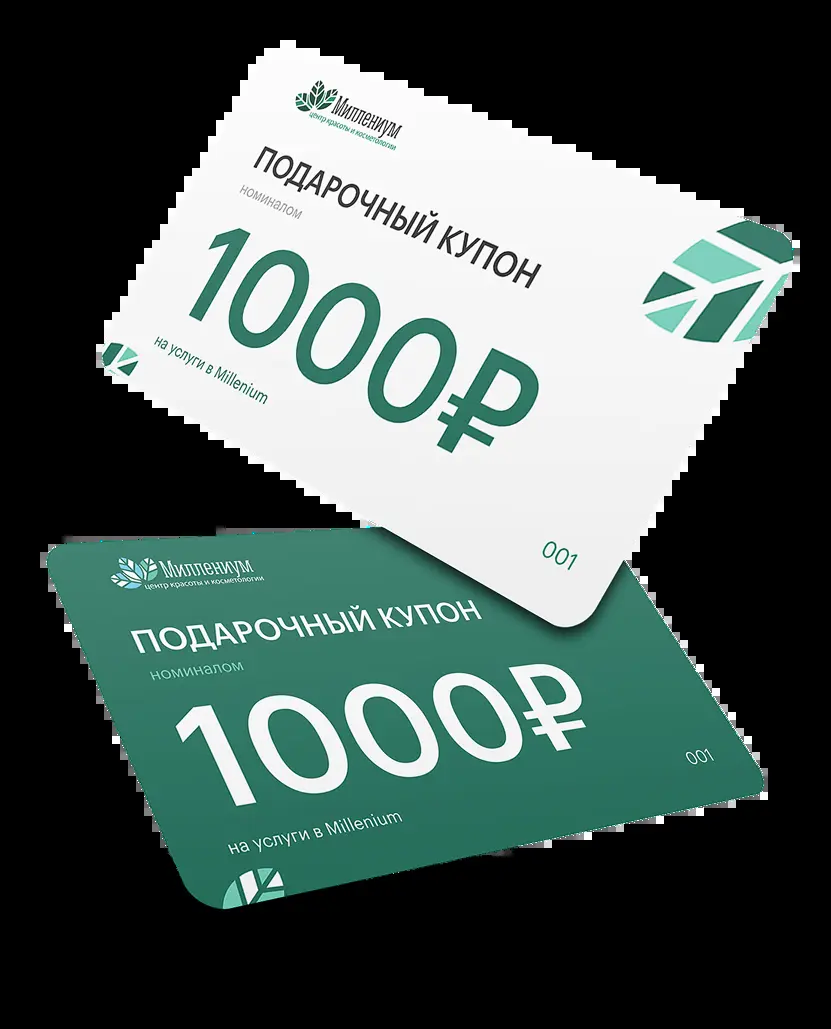 Миллениум
центр красоты и косметологии
ПОДАРОЧНЫЙ КУПОН
номиналом
1000₽
на услуги в Millenium
001
Миллениум
центр красоты и косметологии
ПОДАРОЧНЫЙ КУПОН
номиналом
1000₽
001
на услуги в Millenium